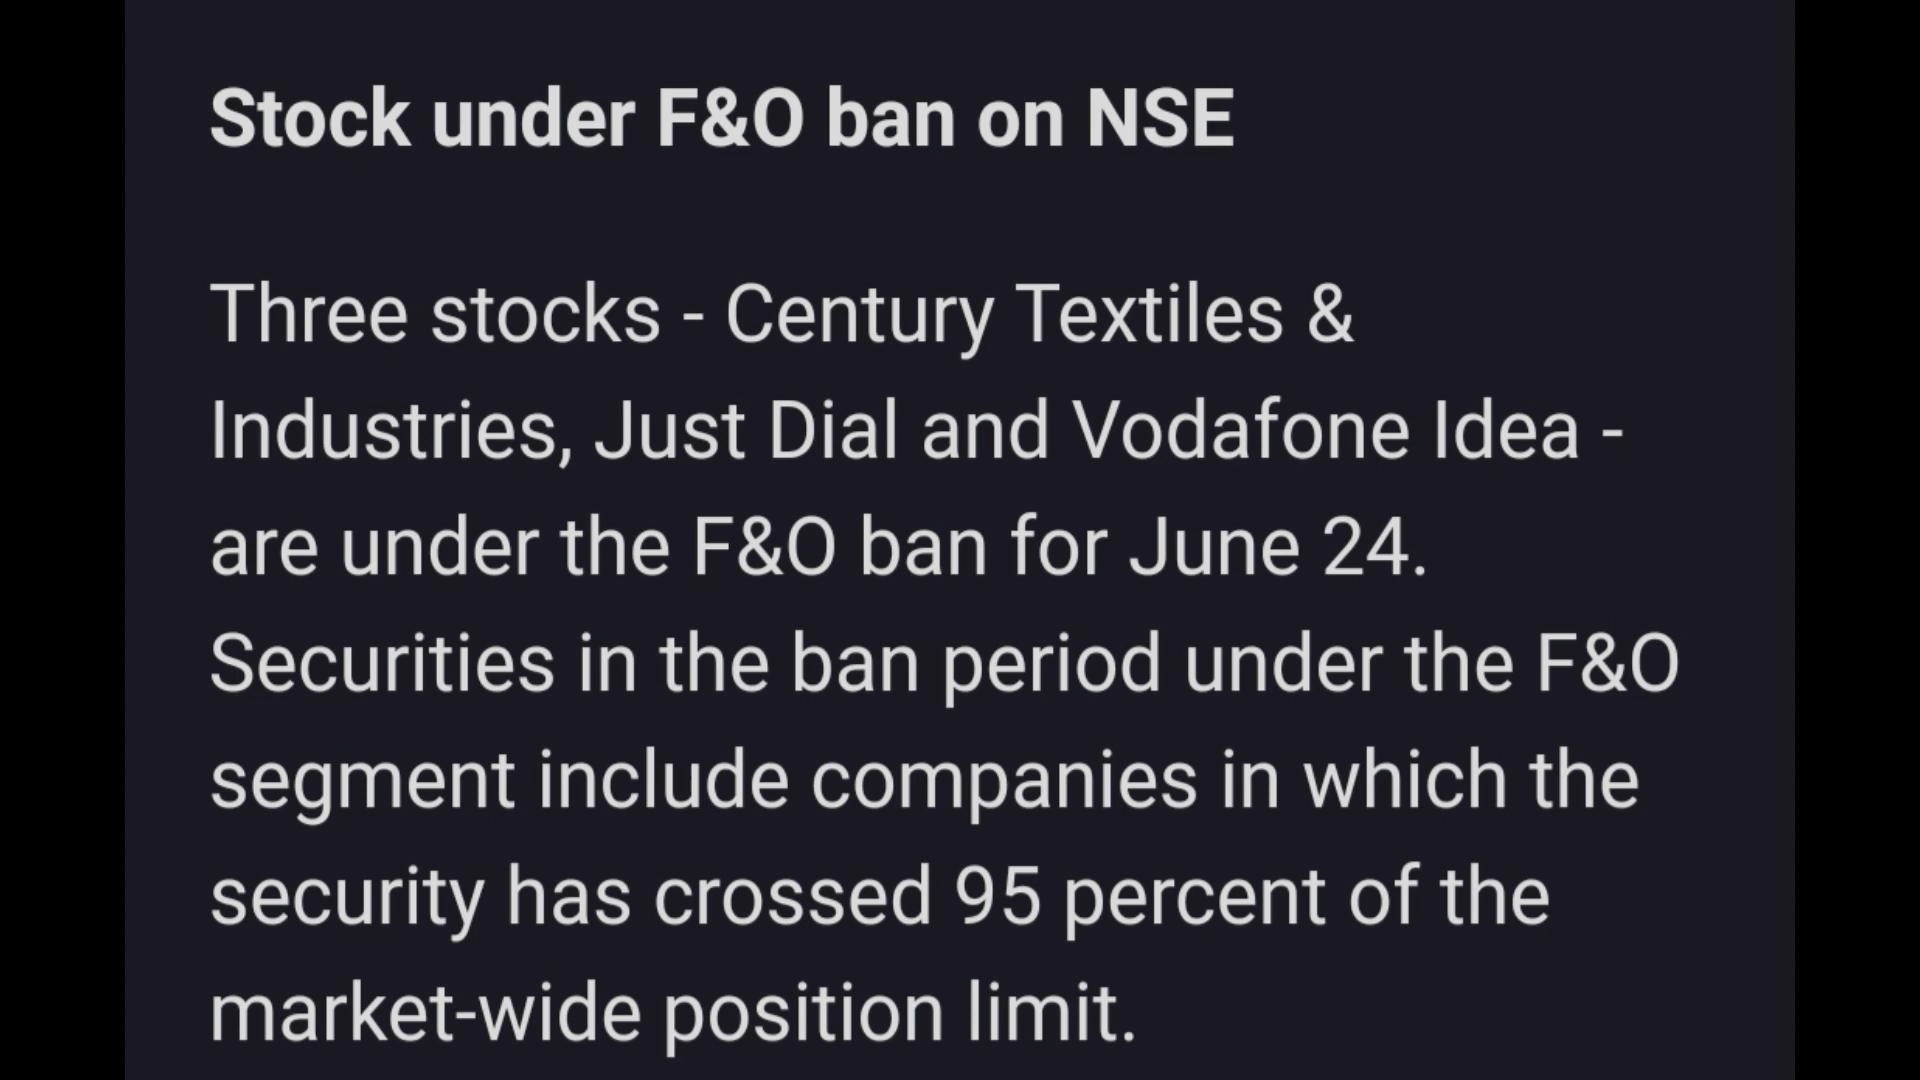 Stock under F&O ban on NSE
Three stocks - Century Textiles &
Industries, Just Dial and Vodafone Idea -
are under the F&O ban for June 24.
Securities in the ban period under the F&O
segment include companies in which the
security has crossed 95 percent of the
market-wide position limit.